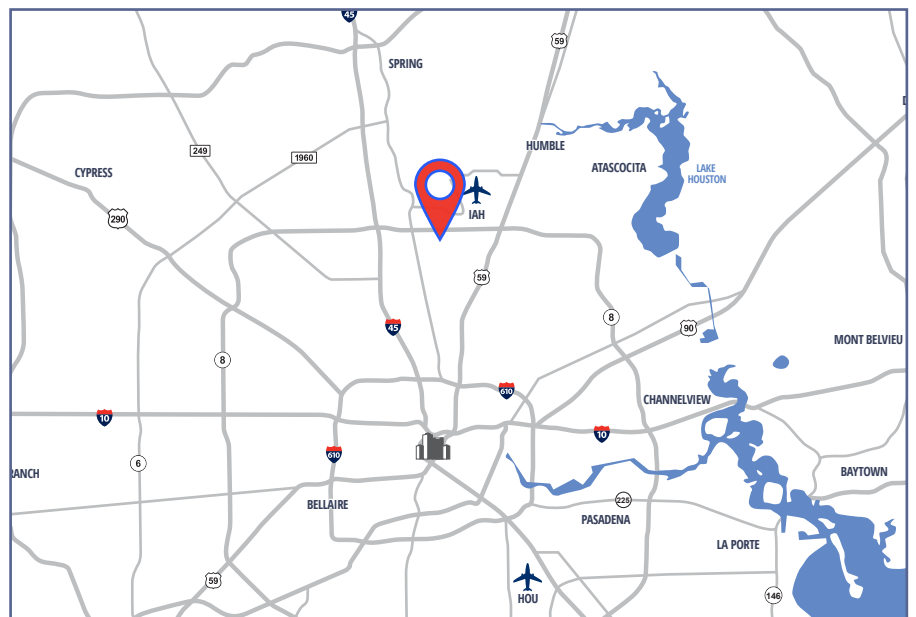 45
59
SPRING
249
1960
HUMBLE
ATASCOCITA
LAKE
HOUSTON
CYPRESS
IAH
290
59
8
45
90
8
MONT BELVIEU
610
CHANNELVIEW
10
10
610
6
RANCH
BAYTOWN
BELLAIRE
225
PASADENA
LA PORTE
59
HOU
146